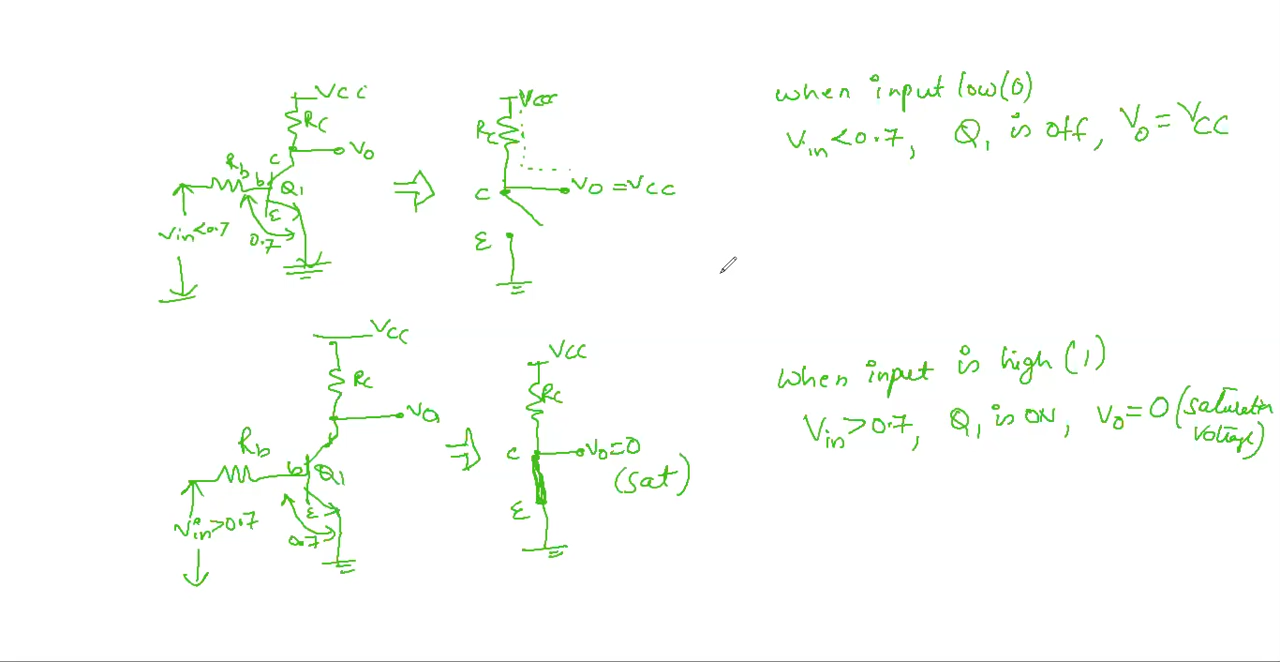 VCC
RC
Vo
C
Rb
b
Q1
E
Vin<0.7
0.7
VCC
RC
C
Vo=VCC
E
when input low(0)
Vin<0.7, Q1 is off, Vo=VCC
VCC
RC
Vo
Rb
b
Q1
E
Vin>0.7
0.7
VCC
RC
C
Vo=0
(sat)
E
when input is high (1)
Vin>0.7, Q1 is ON, Vo=0 (saturation
voltage)